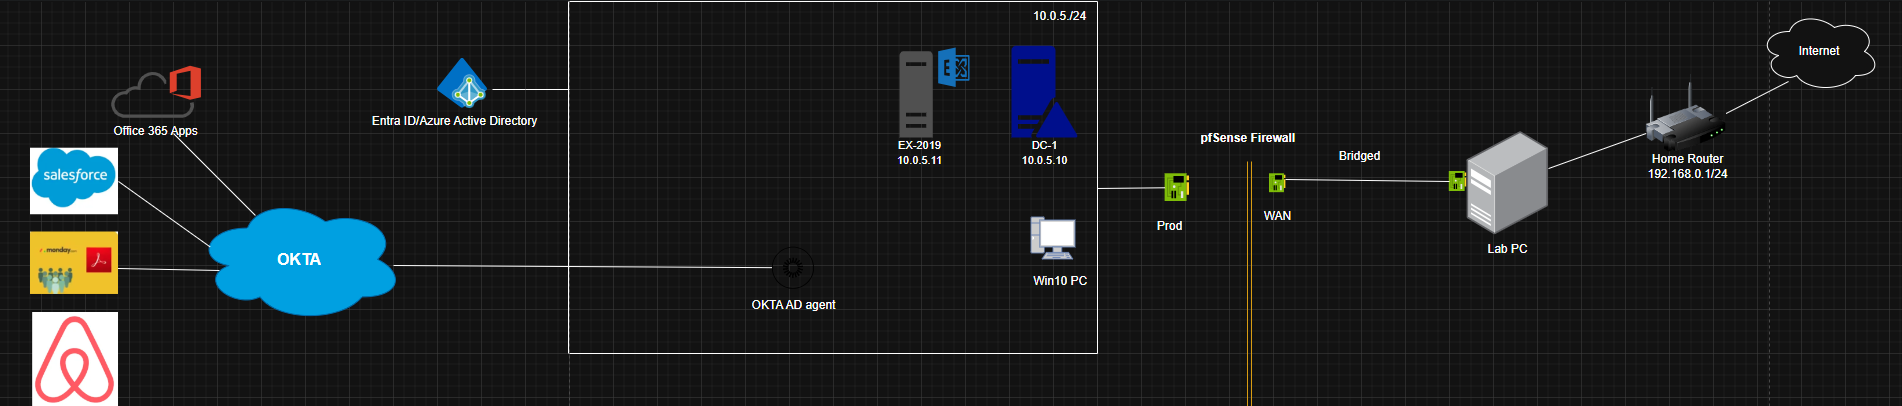 10.0.5./24
Internet
Office 365 Apps
Entra ID/Azure Active Directory
EX-2019
10.0.5.11
DC-1
10.0.5.10
pfSense Firewall
Bridged
Home Router
192.168.0.1/24
salesforce
Prod
WAN
Lab PC
monday
OKTA
Win10 PC
OKTA AD agent